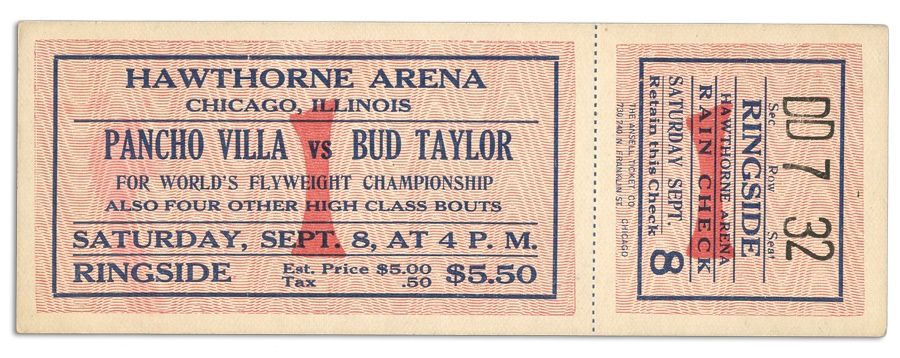 HAWTHORNE ARENA
CHICAGO, ILLINOIS
PANCHO VILLA vs BUD TAYLOR
FOR WORLD'S FLYWEIGHT CHAMPIONSHIP
ALSO FOUR OTHER HIGH CLASS BOUTS
SATURDAY, SEPT. 8, AT 4 P. M.
RINGSIDE Est. Price $5.00 $5.50
Tax .50
DD 7 32
Sec. Row Seat
RINGSIDE
HAWTHORNE ARENA
RAIN CHECK
SATURDAY SEPT. 8
Retain this Check
THE ANSELL TICKET CO. CHICAGO
730-740 N. FRANKLIN ST.